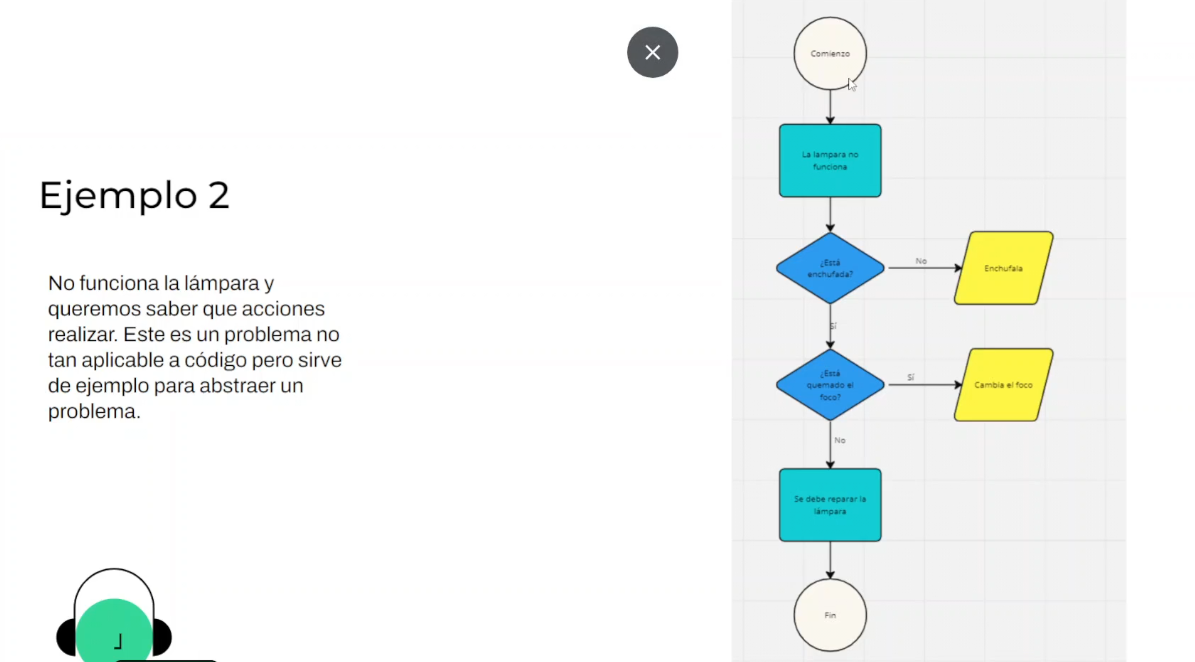 Ejemplo 2
No funciona la lámpara y
queremos saber que acciones
realizar. Este es un problema no
tan aplicable a código pero sirve
de ejemplo para abstraer un
problema.
Comienzo
La lampara no
funciona
¿Está
enchufada?
No
Enchufala
Sí
¿Está
quemado el
foco?
Sí
Cambia el foco
No
Se debe reparar la
lámpara
Fin